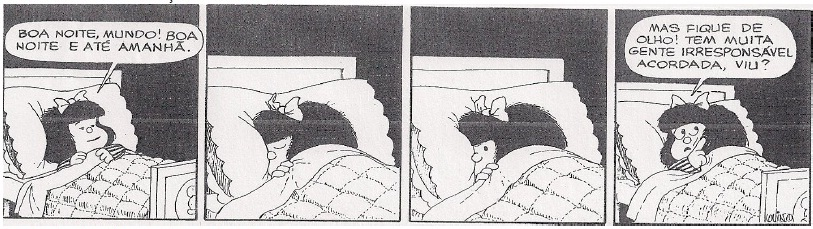 BOA NOITE, MUNDO! BOA
NOITE E ATÉ AMANHÃ.
MAS FIQUE DE
OLHO! TEM MUITA
GENTE IRRESPONSÁVEL
ACORDADA, VIU?